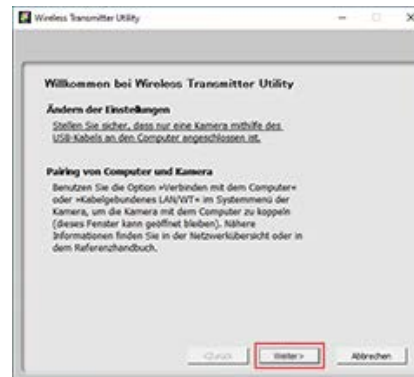 Wireless Transmitter Utility
Willkommen bei Wireless Transmitter Utility
Ändern der Einstellungen
Stellen Sie sicher, dass nur eine Kamera mithilfe des
USB-Kabels an den Computer angeschlossen ist.
Pairing von Computer und Kamera
Benutzen Sie die Option »Verbinden mit dem Computer«
oder »Kabelgebundenes LAN/WT« im Systemmenü der
Kamera, um die Kamera mit dem Computer zu koppeln
(dieses Fenster kann geöffnet bleiben). Nähere
Informationen finden Sie in der Netzwerkübersicht oder in
dem Referenzhandbuch.
<Zurück Weiter> Abbrechen